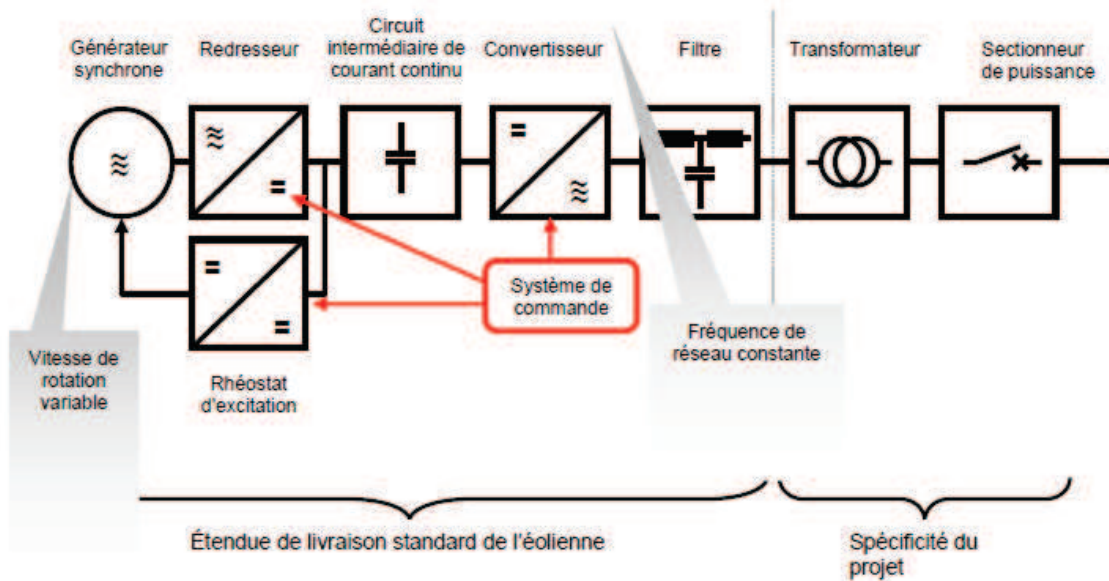 Générateur
synchrone
Redresseur
Circuit
intermédiaire de
courant continu
Convertisseur
Filtre
Transformateur
Sectionneur
de puissance
Système de
commande
Vitesse de
rotation
variable
Rhéostat
d'excitation
Fréquence de
réseau constante
Étendue de livraison standard de l'éolienne
Spécificité du
projet